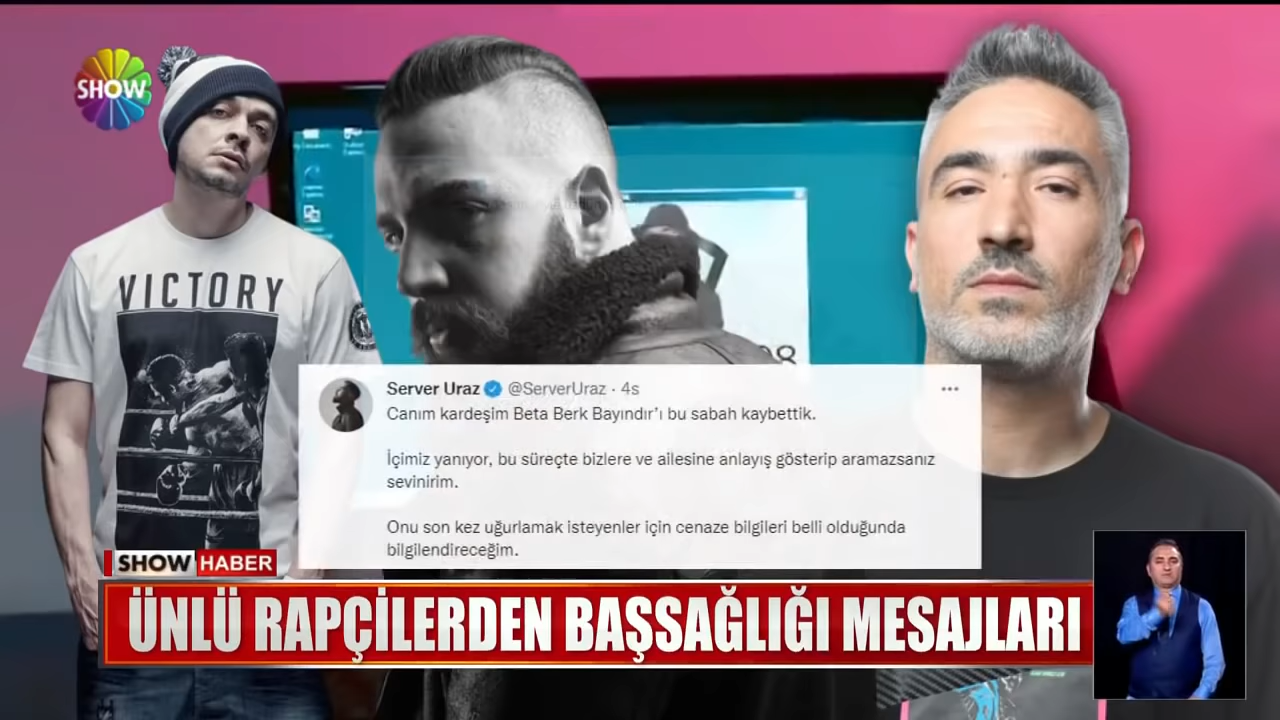 SHOW
VICTORY
98
Server Uraz @ServerUraz · 4s
Canım kardeşim Beta Berk Bayındır'ı bu sabah kaybettik.
İçimiz yanıyor, bu süreçte bizlere ve ailesine anlayış gösterip aramazsanız
sevinirim.
Onu son kez uğurlamak isteyenler için cenaze bilgileri belli olduğunda
bilgilendireceğim.
SHOW HABER
ÜNLÜ RAPÇİLERDEN BAŞSAĞLIĞI MESAJLARI